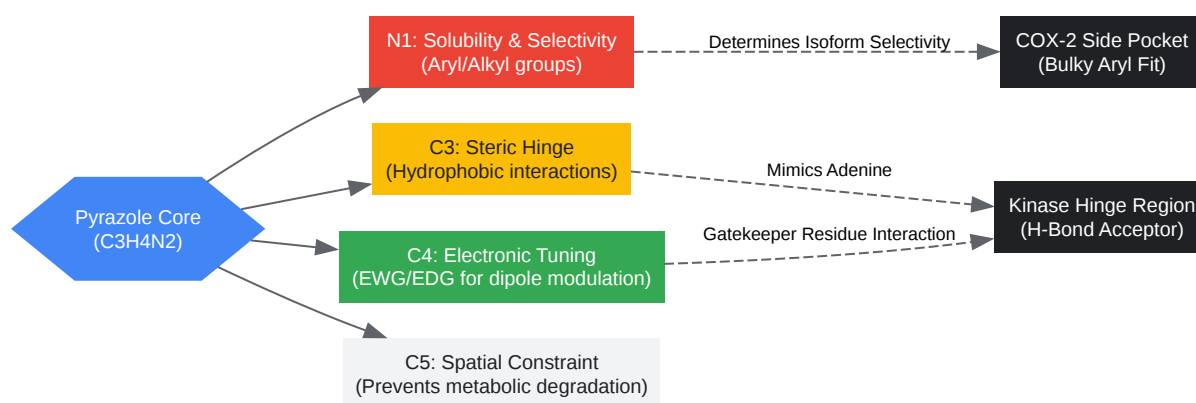 N1: Solubility & Selectivity
(Aryl/Alkyl groups)
Determines Isoform Selectivity
COX-2 Side Pocket
(Bulky Aryl Fit)
C3: Steric Hinge
(Hydrophobic interactions)
Mimics Adenine
Pyrazole Core
(C3H4N2)
Kinase Hinge Region
(H-Bond Acceptor)
Gatekeeper Residue Interaction
C4: Electronic Tuning
(EWG/EDG for dipole modulation)
C5: Spatial Constraint
(Prevents metabolic degradation)